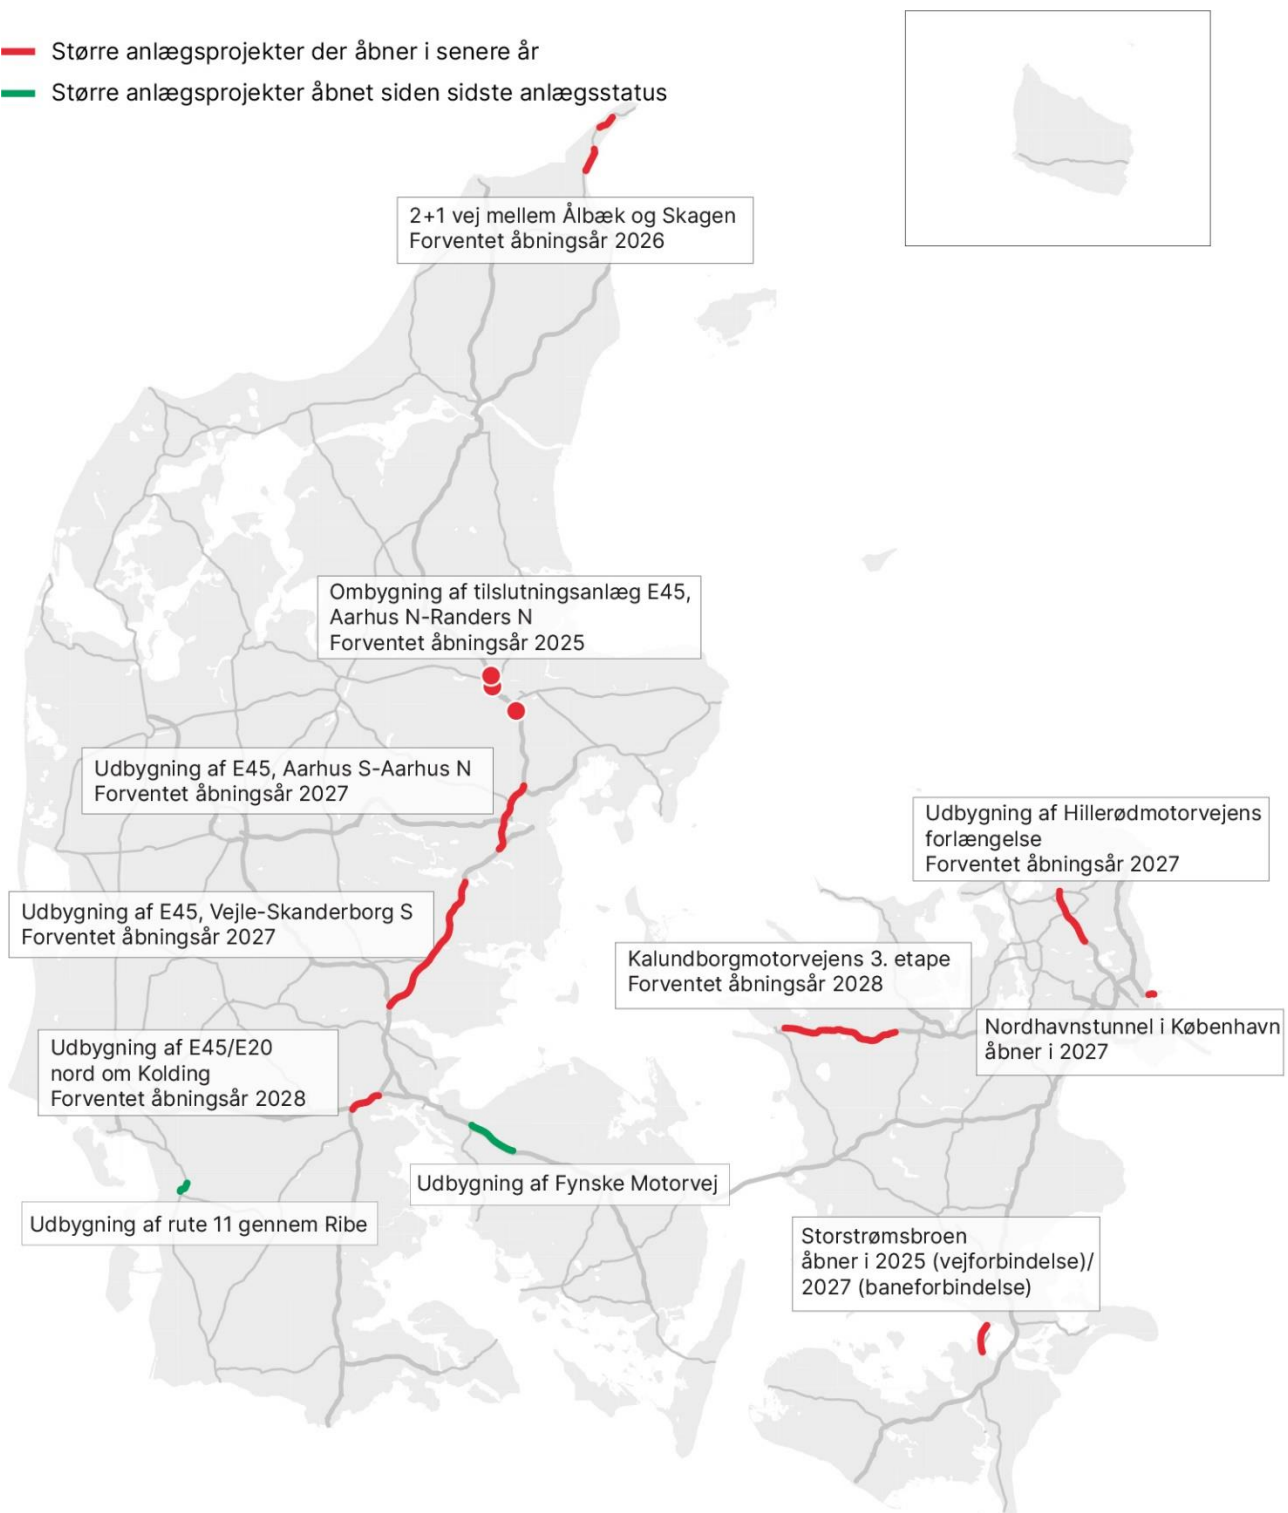 Større anlægsprojekter der åbner i senere år
Større anlægsprojekter åbnet siden sidste anlægsstatus
2+1 vej mellem Ålbæk og Skagen
Forventet åbningsår 2026
Ombygning af tilslutningsanlæg E45,
Aarhus N-Randers N
Forventet åbningsår 2025
Udbygning af E45, Aarhus S-Aarhus N
Forventet åbningsår 2027
Udbygning af Hillerødmotorvejens
forlængelse
Forventet åbningsår 2027
Udbygning af E45, Vejle-Skanderborg S
Forventet åbningsår 2027
Kalundborgmotorvejens 3. etape
Forventet åbningsår 2028
Nordhavnstunnel i København
åbner i 2027
Udbygning af E45/E20
nord om Kolding
Forventet åbningsår 2028
Udbygning af Fynske Motorvej
Udbygning af rute 11 gennem Ribe
Storstrømsbroen
åbner i 2025 (vejforbindelse)/
2027 (baneforbindelse)